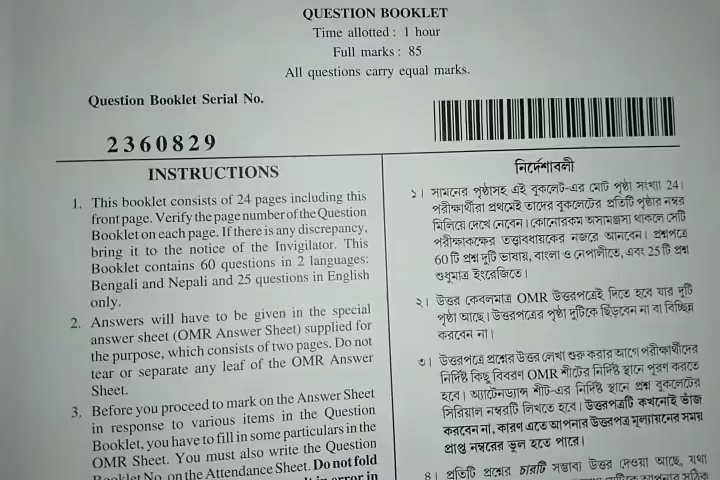 QUESTION BOOKLET
Time allotted : 1 hour
Full marks : 85
All questions carry equal marks.
Question Booklet Serial No.
2360829
INSTRUCTIONS
1. This booklet consists of 24 pages including this
front page. Verify the page number of the Question
Booklet on each page. If there is any discrepancy,
bring it to the notice of the Invigilator. This
Booklet contains 60 questions in 2 languages:
Bengali and Nepali and 25 questions in English
only.
2. Answers will have to be given in the special
answer sheet (OMR Answer Sheet) supplied for
the purpose, which consists of two pages. Do not
tear or separate any leaf of the OMR Answer
Sheet.
3. Before you proceed to mark on the Answer Sheet
in response to various items in the Question
Booklet, you have to fill in some particulars in the
OMR Sheet. You must also write the Question
Booklet No. on the Attendance Sheet. Do not fold
error in
নির্দেশাবলী
১। সামনের পৃষ্ঠাসহ এই বুকলেট-এর মোট পৃষ্ঠা সংখ্যা 24।
পরীক্ষার্থীরা প্রথমেই তাদের বুকলেটের প্রতিটি পৃষ্ঠার নম্বর
মিলিয়ে দেখে নেবেন। কোনোরকম অসামঞ্জস্য থাকলে সেটি
পরীক্ষাকক্ষের তত্ত্বাবধায়কের নজরে আনবেন। প্রশ্নপত্রে
60 টি প্রশ্ন দুটি ভাষায়, বাংলা ও নেপালীতে, এবং 25 টি প্রশ্ন
শুধুমাত্র ইংরেজিতে।
২। উত্তর কেবলমাত্র OMR উত্তরপত্রেই দিতে হবে যার দুটি
পৃষ্ঠা আছে। উত্তরপত্রের পৃষ্ঠা দুটিকে ছিঁড়বেন না বা বিচ্ছিন্ন
করবেন না।
৩। উত্তরপত্রে প্রশ্নের উত্তর লেখা শুরু করার আগে পরীক্ষার্থীদের
নির্দিষ্ট কিছু বিবরণ OMR শীটের নির্দিষ্ট স্থানে পূরণ করতে
হবে। অ্যাটেনড্যান্স শীট-এর নির্দিষ্ট স্থানে প্রশ্ন বুকলেটের
সিরিয়াল নম্বরটি লিখতে হবে। উত্তরপত্রটি কখনোই ভাঁজ
করবেন না, কারণ এতে আপনার উত্তরপত্র মূল্যায়নের সময়
প্রাপ্ত নম্বরের ভুল হতে পারে।
৪। প্রতিটি প্রশ্নের চারটি সম্ভাব্য উত্তর দেওয়া আছে, যথা